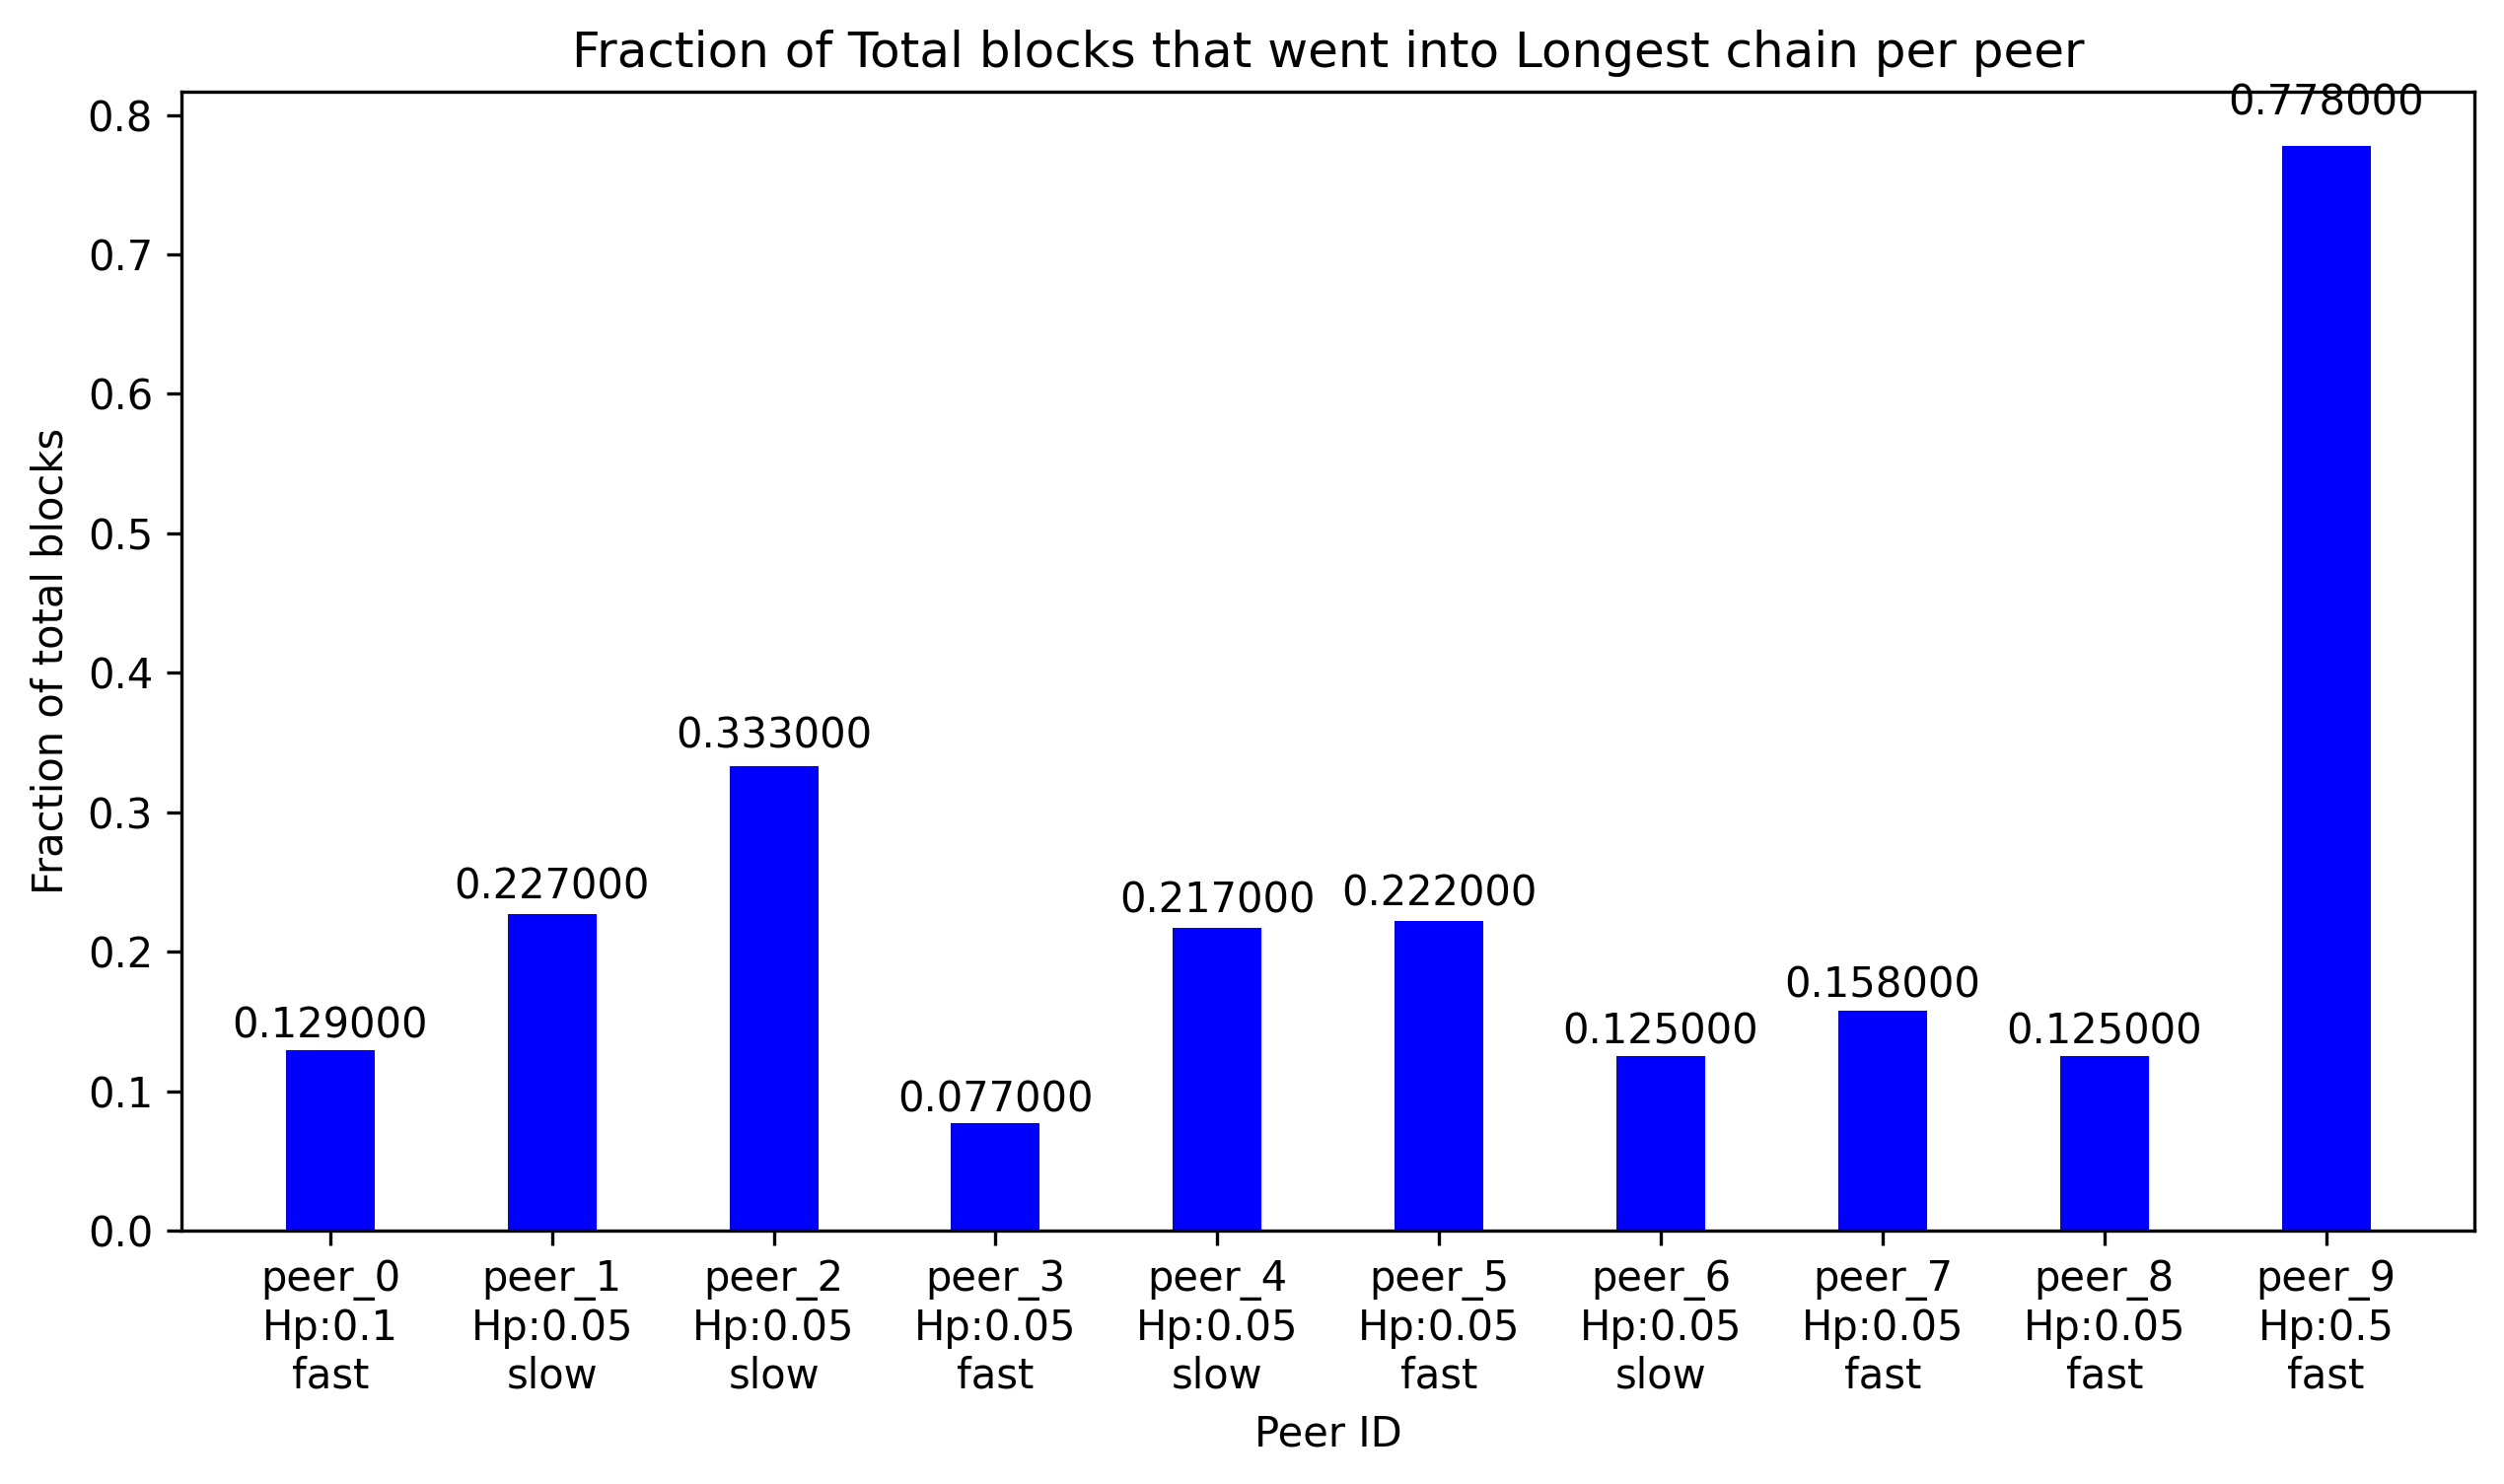 Fraction of Total blocks that went into Longest chain per peer
Fraction of total blocks
0.8
0.7
0.6
0.5
0.4
0.3
0.2
0.1
0.0
0.129000
0.227000
0.333000
0.077000
0.217000
0.222000
0.125000
0.158000
0.125000
0.778000
peer_0
Hp:0.1
fast
peer_1
Hp:0.05
slow
peer_2
Hp:0.05
slow
peer_3
Hp:0.05
fast
peer_4
Hp:0.05
slow
peer_5
Hp:0.05
fast
peer_6
Hp:0.05
slow
peer_7
Hp:0.05
fast
peer_8
Hp:0.05
fast
peer_9
Hp:0.5
fast
Peer ID